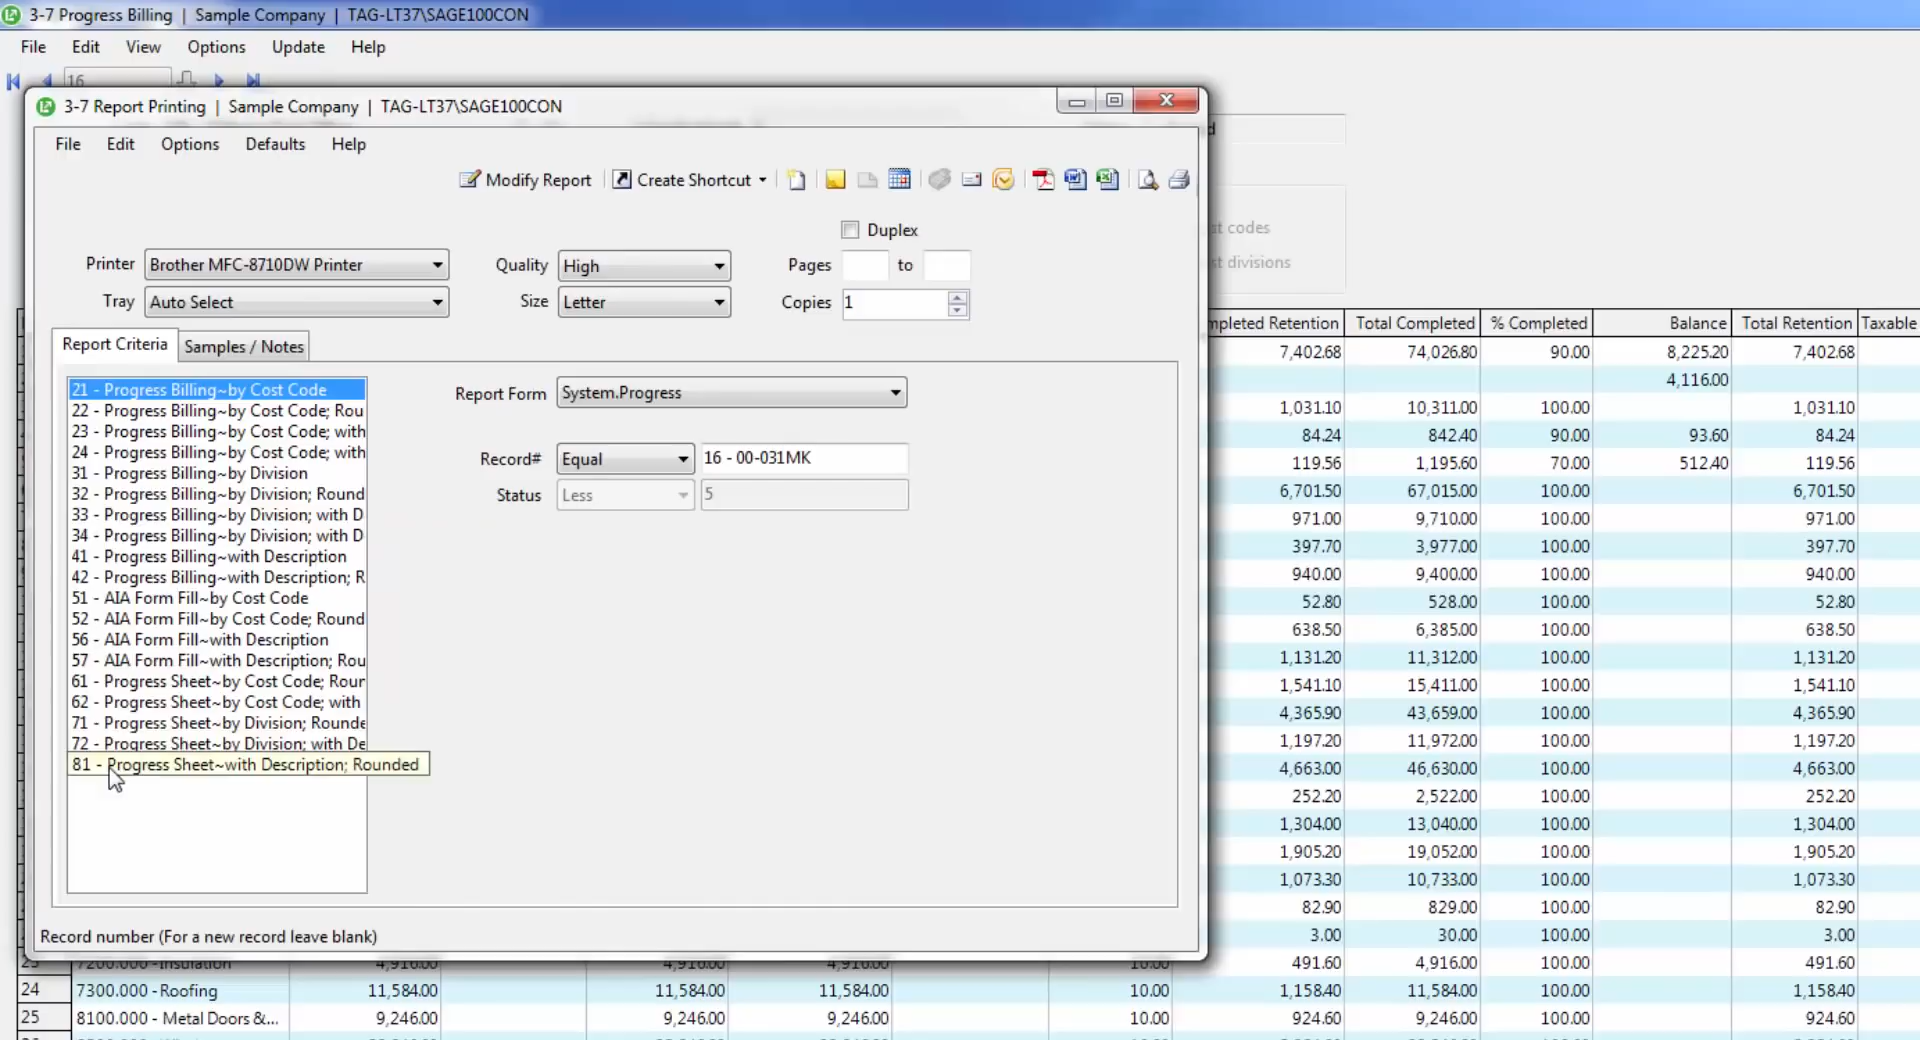 3-7 Progress Billing | Sample Company | TAG-LT37\SAGE100CON
File Edit View Options Update Help
16
3-7 Report Printing | Sample Company | TAG-LT37\SAGE100CON
File Edit Options Defaults Help
Modify Report Create Shortcut
Duplex
Printer Brother MFC-8710DW Printer Quality High Pages to
Tray Auto Select Size Letter Copies 1
Report Criteria Samples / Notes
21 - Progress Billing~by Cost Code
22 - Progress Billing~by Cost Code; Rou
23 - Progress Billing~by Cost Code; with
24 - Progress Billing~by Cost Code; with
31 - Progress Billing~by Division
32 - Progress Billing~by Division; Round
33 - Progress Billing~by Division; with D
34 - Progress Billing~by Division; with D
41 - Progress Billing~with Description
42 - Progress Billing~with Description; R
51 - AIA Form Fill~by Cost Code
52 - AIA Form Fill~by Cost Code; Round
56 - AIA Form Fill~with Description
57 - AIA Form Fill~with Description; Rou
61 - Progress Sheet~by Cost Code; Roun
62 - Progress Sheet~by Cost Code; with
71 - Progress Sheet~by Division; Rounde
72 - Progress Sheet~by Division; with De
81 - Progress Sheet~with Description; Rounded
Report Form System.Progress
Record# Equal 16 - 00-031MK
Status Less 5
Record number (For a new record leave blank)
d
t codes
st divisions
mpleted Retention Total Completed % Completed Balance Total Retention Taxable
7,402.68 74,026.80 90.00 8,225.20 7,402.68
4,116.00
1,031.10 10,311.00 100.00 1,031.10
84.24 842.40 90.00 93.60 84.24
119.56 1,195.60 70.00 512.40 119.56
6,701.50 67,015.00 100.00 6,701.50
971.00 9,710.00 100.00 971.00
397.70 3,977.00 100.00 397.70
940.00 9,400.00 100.00 940.00
52.80 528.00 100.00 52.80
638.50 6,385.00 100.00 638.50
1,131.20 11,312.00 100.00 1,131.20
1,541.10 15,411.00 100.00 1,541.10
4,365.90 43,659.00 100.00 4,365.90
1,197.20 11,972.00 100.00 1,197.20
4,663.00 46,630.00 100.00 4,663.00
252.20 2,522.00 100.00 252.20
1,304.00 13,040.00 100.00 1,304.00
1,905.20 19,052.00 100.00 1,905.20
1,073.30 10,733.00 100.00 1,073.30
82.90 829.00 100.00 82.90
3.00 30.00 100.00 3.00
23 7200.000 - Insulation 4,916.00 4,916.00 4,916.00 10.00 491.60 4,916.00 100.00 491.60
24 7300.000 - Roofing 11,584.00 11,584.00 11,584.00 10.00 1,158.40 11,584.00 100.00 1,158.40
25 8100.000 - Metal Doors &... 9,246.00 9,246.00 9,246.00 10.00 924.60 9,246.00 100.00 924.60